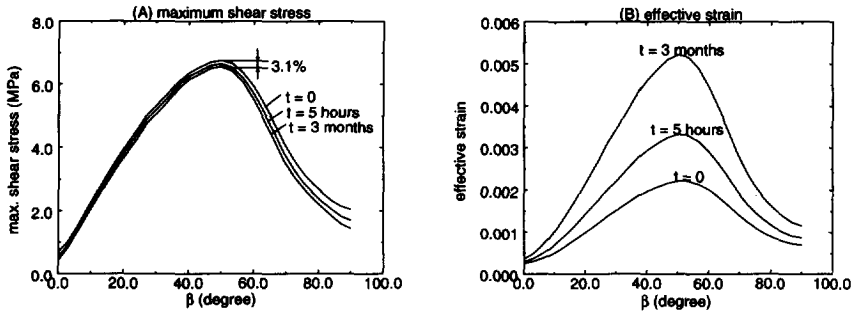 (A) maximum shear stress
8.0
6.0
4.0
2.0
0.0
max. shear stress (MPa)
3.1%
t = 0
t = 5 hours
t = 3 months
0.0 20.0 40.0 60.0 80.0 100.0
β (degree)
(B) effective strain
0.006
0.005
0.004
0.003
0.002
0.001
0.000
effective strain
t = 3 months
t = 5 hours
t = 0
0.0 20.0 40.0 60.0 80.0 100.0
β (degree)